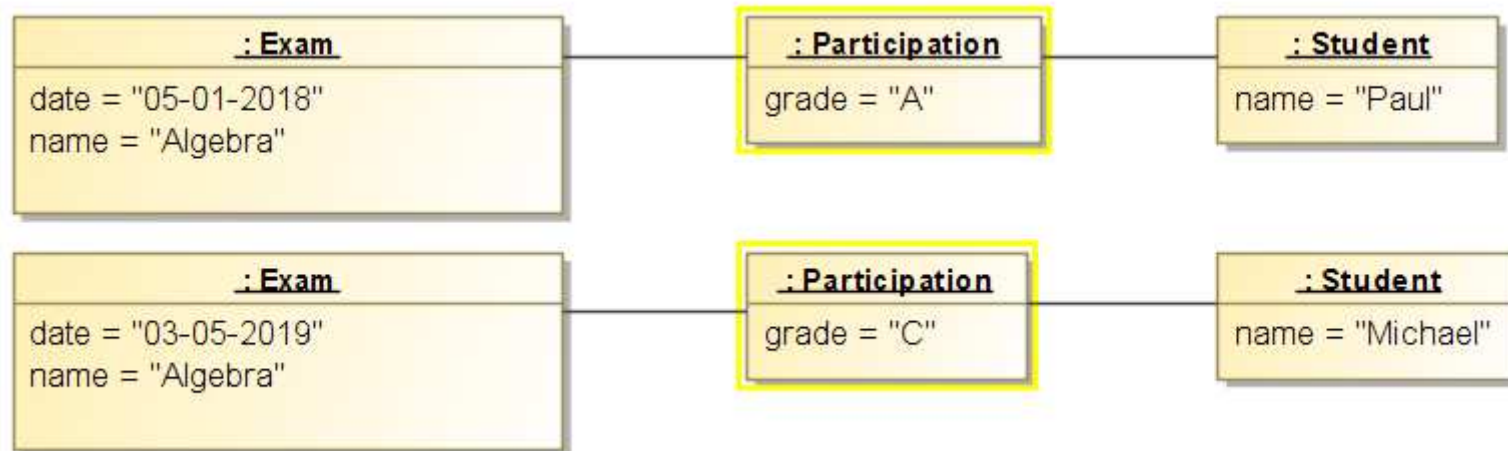 : Exam
date = "05-01-2018"
name = "Algebra"
: Participation
grade = "A"
: Student
name = "Paul"
: Exam
date = "03-05-2019"
name = "Algebra"
: Participation
grade = "C"
: Student
name = "Michael"